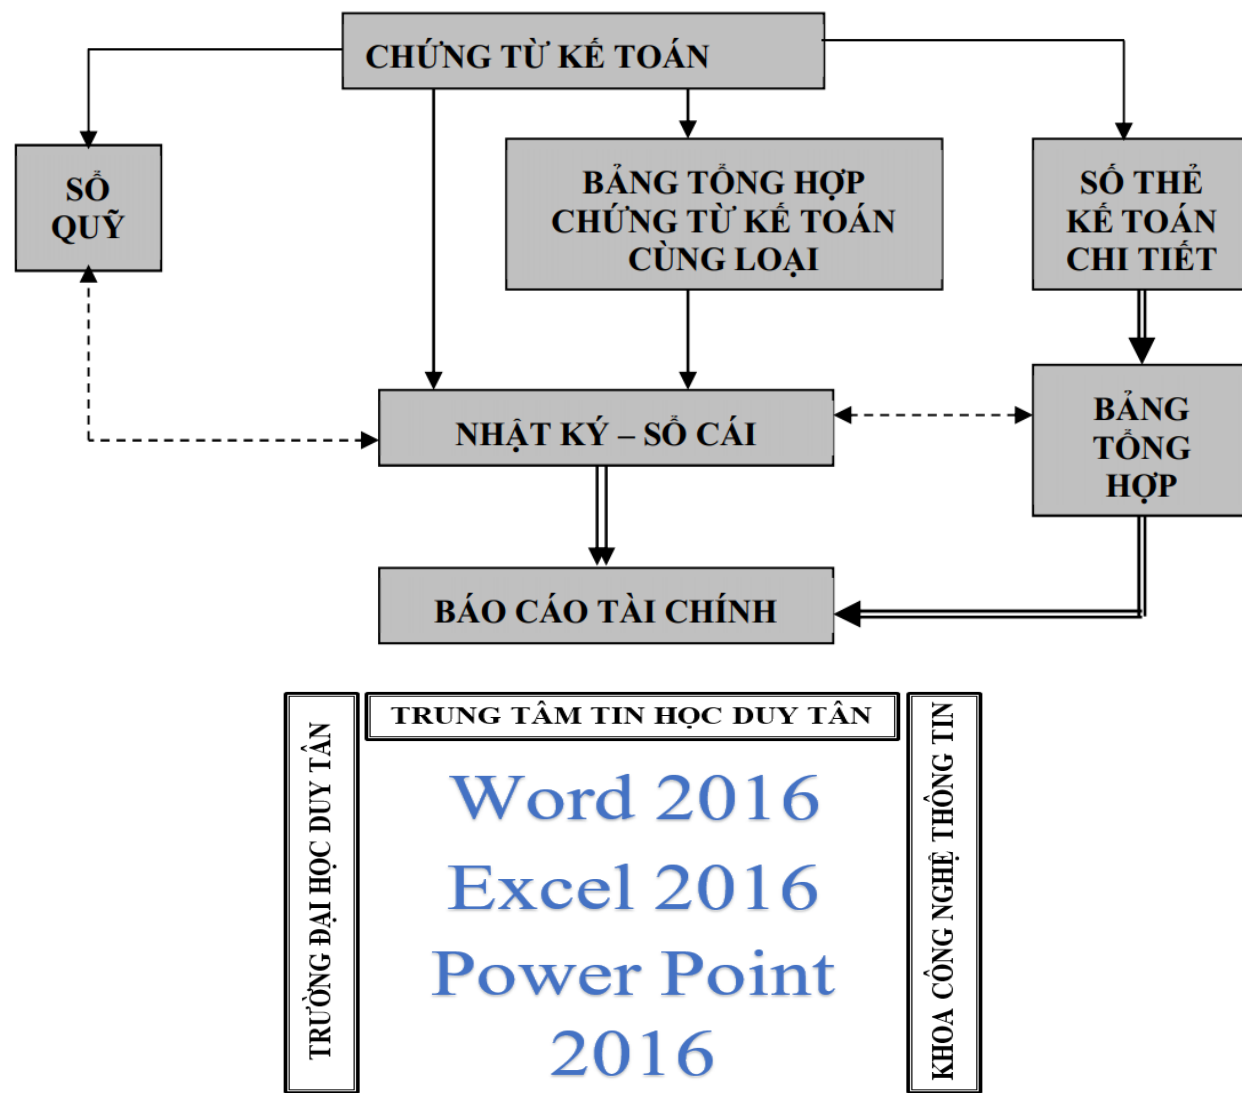 CHỨNG TỪ KẾ TOÁN
SỔ
QUỸ
BẢNG TỔNG HỢP
CHỨNG TỪ KẾ TOÁN
CÙNG LOẠI
SỐ THẺ
KẾ TOÁN
CHI TIẾT
NHẬT KÝ – SỔ CÁI
BẢNG
TỔNG
HỢP
BÁO CÁO TÀI CHÍNH
TRƯỜNG ĐẠI HỌC DUY TÂN
TRUNG TÂM TIN HỌC DUY TÂN
Word 2016
Excel 2016
Power Point
2016
KHOA CÔNG NGHỆ THÔNG TIN